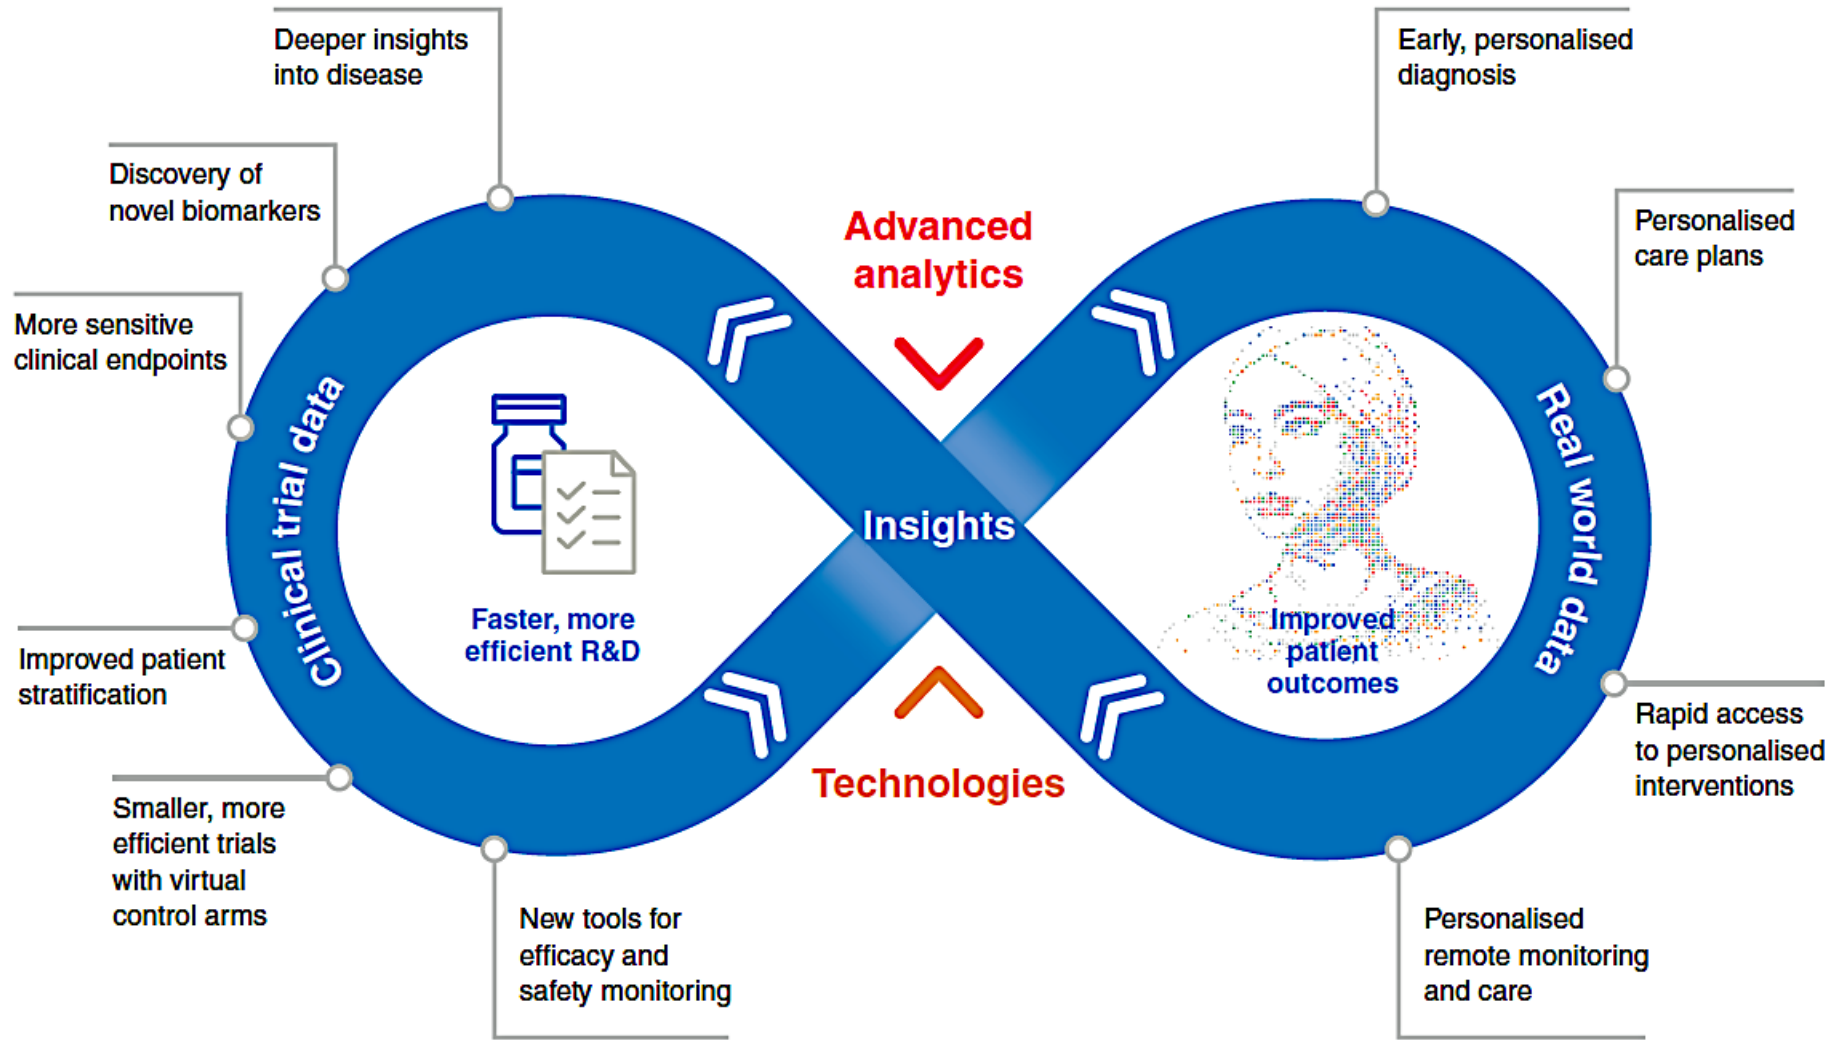 Deeper insights
into disease
Discovery of
novel biomarkers
More sensitive
clinical endpoints
Clinical trial data
Improved patient
stratification
Smaller, more
efficient trials
with virtual
control arms
New tools for
efficacy and
safety monitoring
Faster, more
efficient R&D
Advanced
analytics
Insights
Technologies
Early, personalised
diagnosis
Personalised
care plans
Real world data
Improved
patient
outcomes
Rapid access
to personalised
interventions
Personalised
remote monitoring
and care